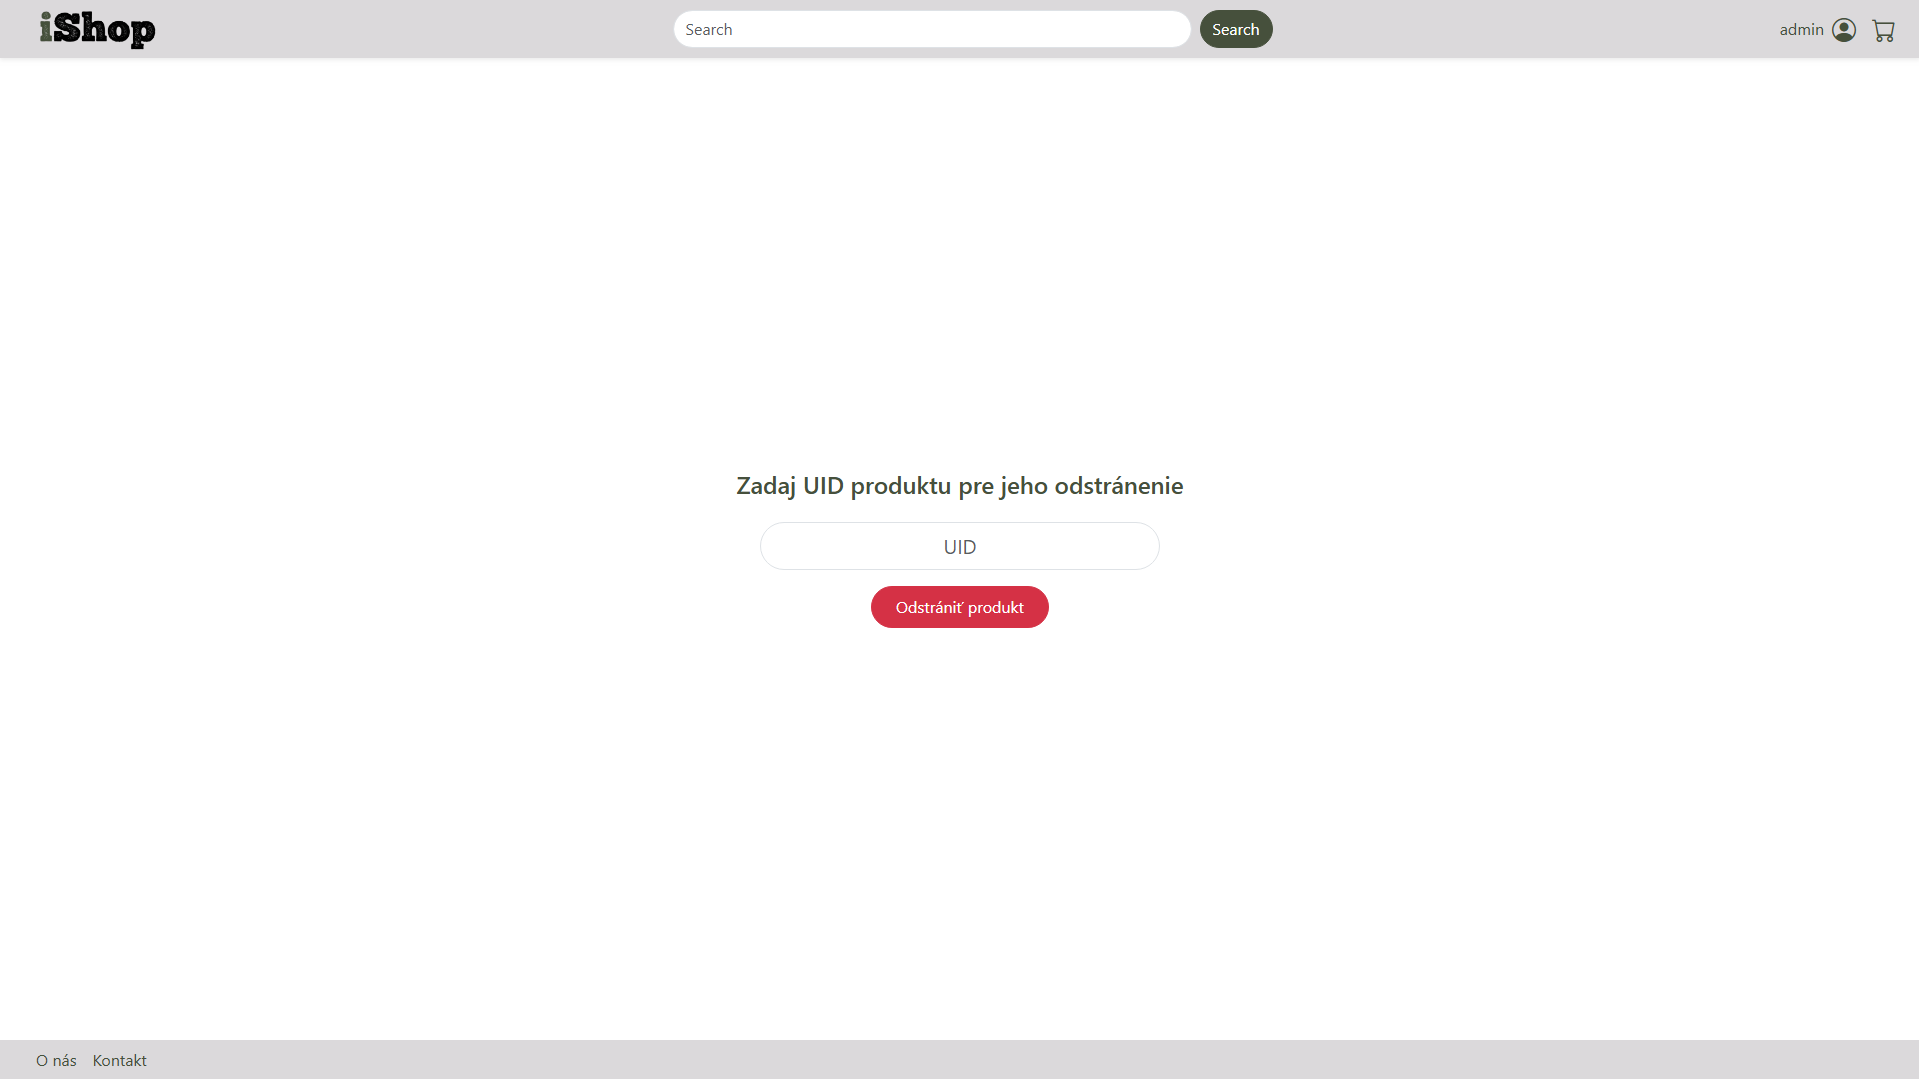 iShop
Search
Search
admin
Zadaj UID produktu pre jeho odstránenie
UID
Odstrániť produkt
O nás
Kontakt